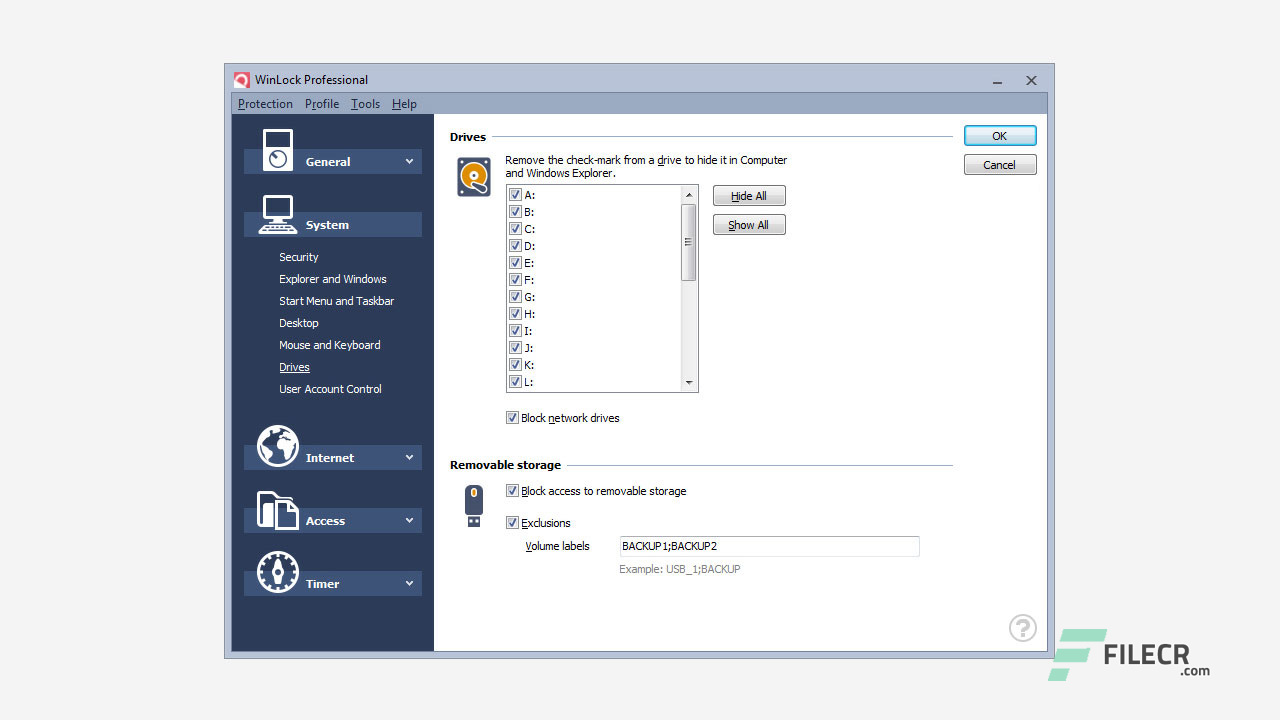 WinLock Professional
Protection Profile Tools Help
General
System
Security
Explorer and Windows
Start Menu and Taskbar
Desktop
Mouse and Keyboard
Drives
User Account Control
Internet
Access
Timer
Drives
Remove the check-mark from a drive to hide it in Computer
and Windows Explorer.
A:
B:
C:
D:
E:
F:
G:
H:
I:
J:
K:
L:
Hide All
Show All
Block network drives
Removable storage
Block access to removable storage
Exclusions
Volume labels BACKUP1;BACKUP2
Example: USB_1;BACKUP
OK
Cancel
?
FILECR
.com